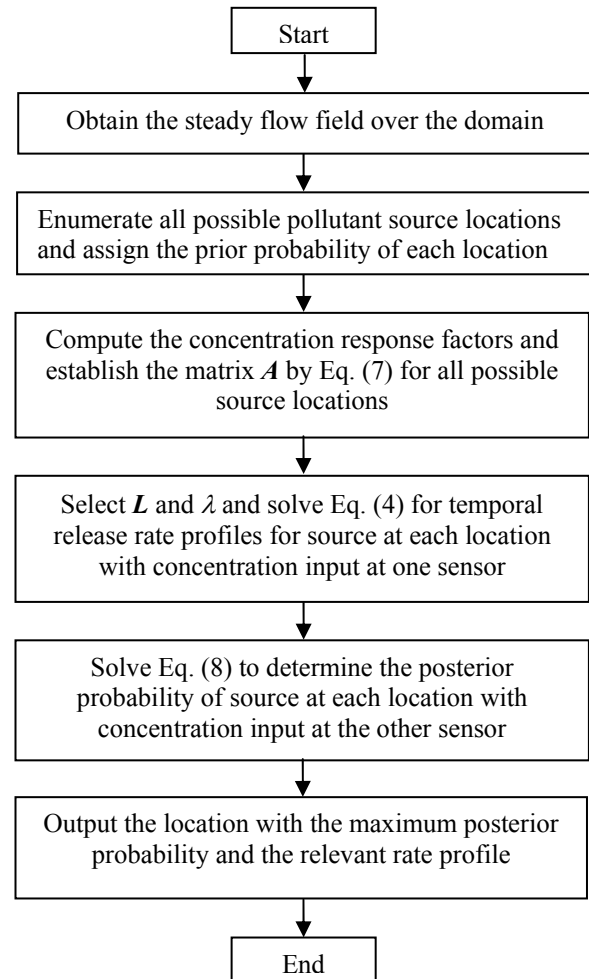 Start
Obtain the steady flow field over the domain
Enumerate all possible pollutant source locations
and assign the prior probability of each location
Compute the concentration response factors and
establish the matrix A by Eq. (7) for all possible
source locations
Select L and λ and solve Eq. (4) for temporal
release rate profiles for source at each location
with concentration input at one sensor
Solve Eq. (8) to determine the posterior
probability of source at each location with
concentration input at the other sensor
Output the location with the maximum posterior
probability and the relevant rate profile
End